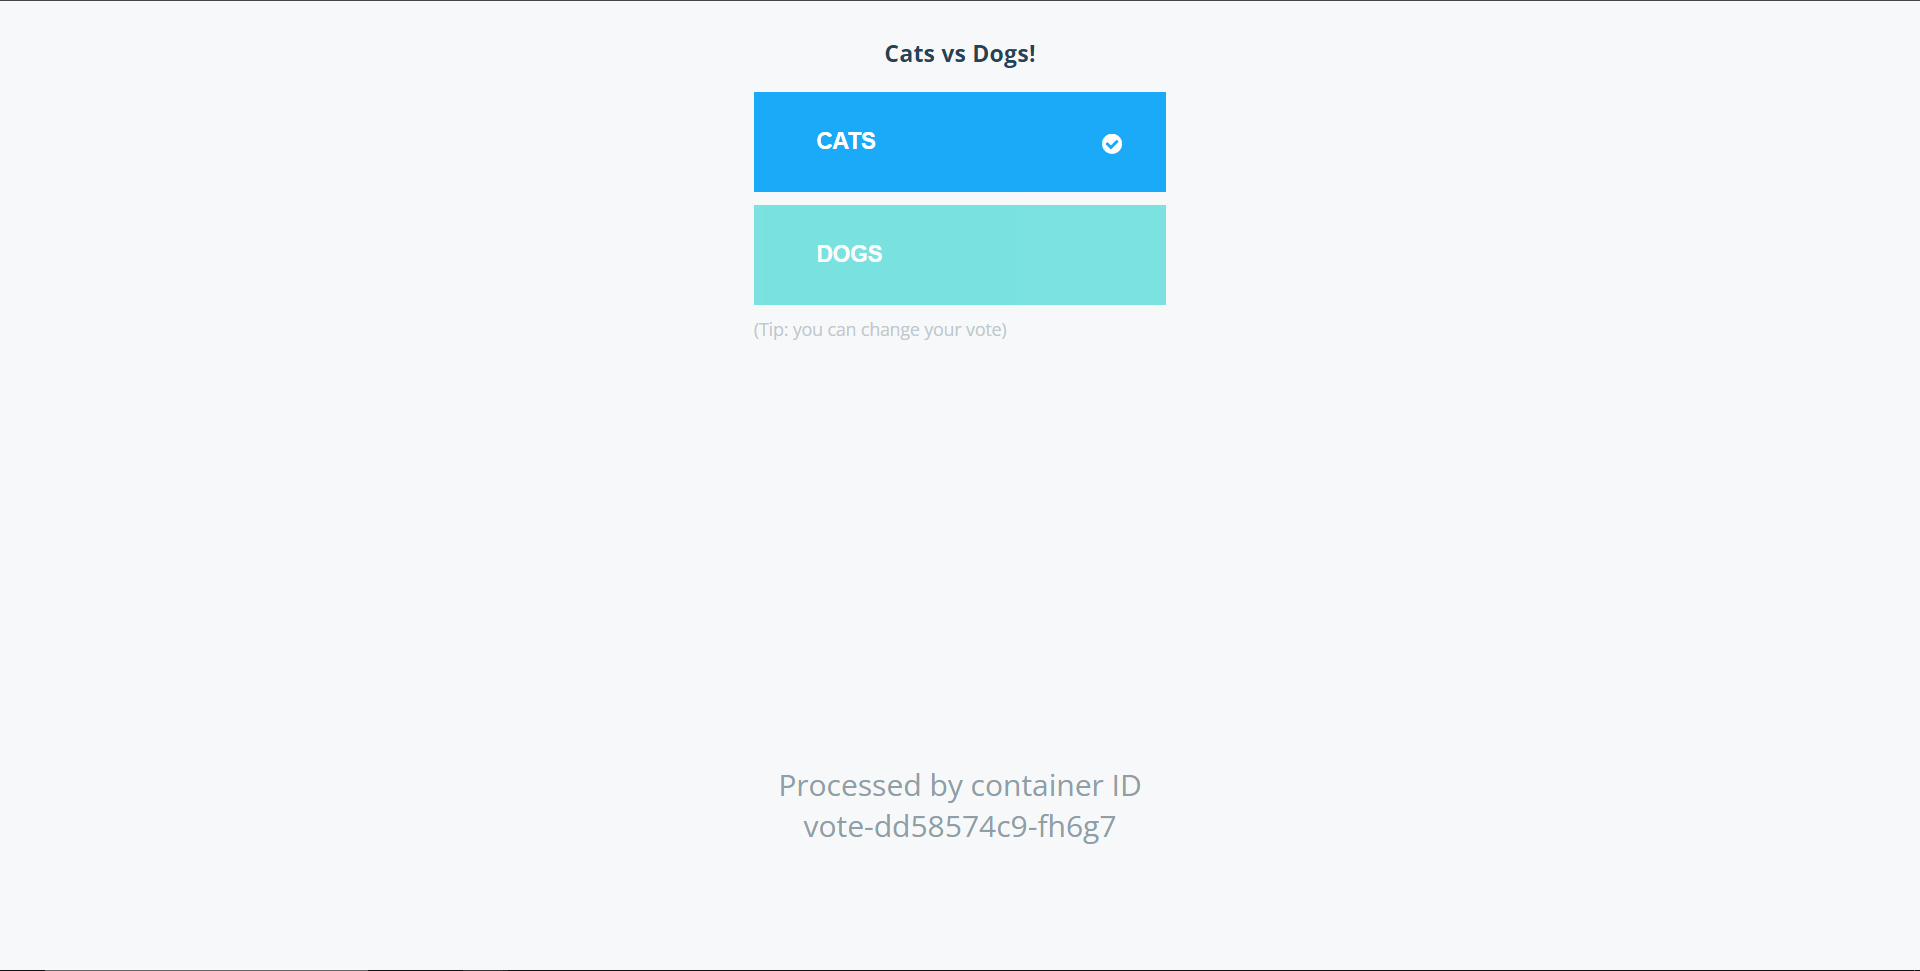 Cats vs Dogs!
CATS
DOGS
(Tip: you can change your vote)
Processed by container ID
vote-dd58574c9-fh6g7